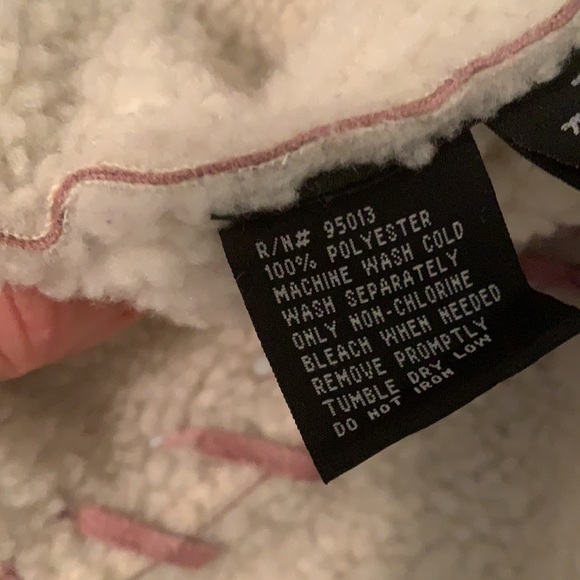 R/N# 95013
100% POLYESTER
MACHINE WASH COLD
WASH SEPARATELY
ONLY NON-CHLORINE
BLEACH WHEN NEEDED
REMOVE PROMPTLY
TUMBLE DRY LOW
DO NOT IRON